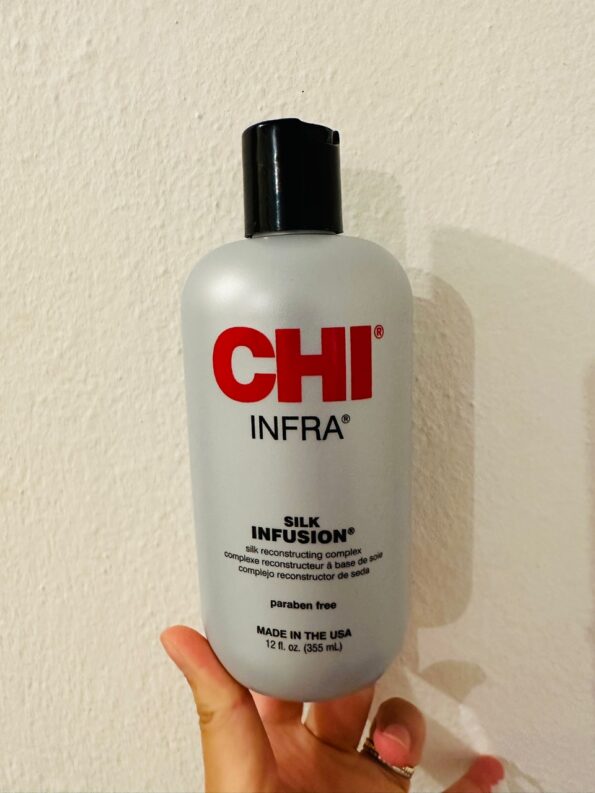 CHI®
INFRA®
SILK
INFUSION®
silk reconstructing complex
complexe reconstructeur à base de soie
complejo reconstructor de seda
paraben free
MADE IN THE USA
12 fl. oz. (355 mL)